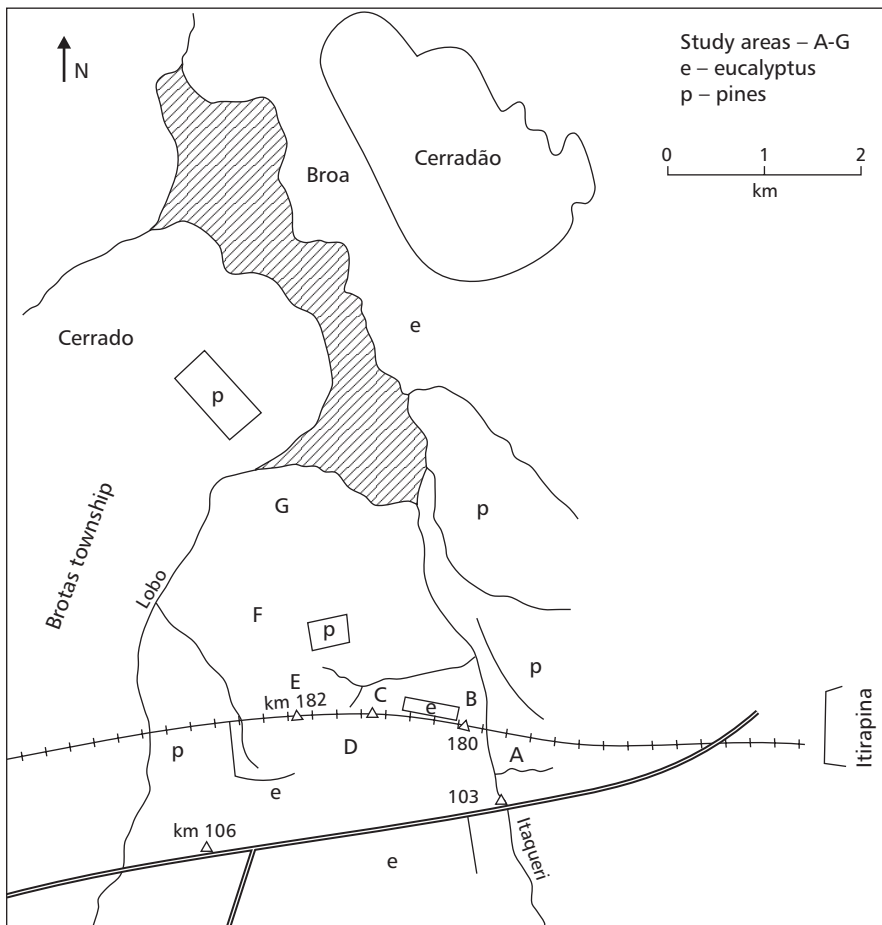 Study areas – A-G
e – eucalyptus
p – pines
N
0 1 2
km
Broa
Cerradão
e
Cerrado
p
G
p
Brotas township
Lobo
F
p
p
E
km 182
C
e
B
180
D
A
p
e
Itirapina
103
km 106
e
Itaqueri